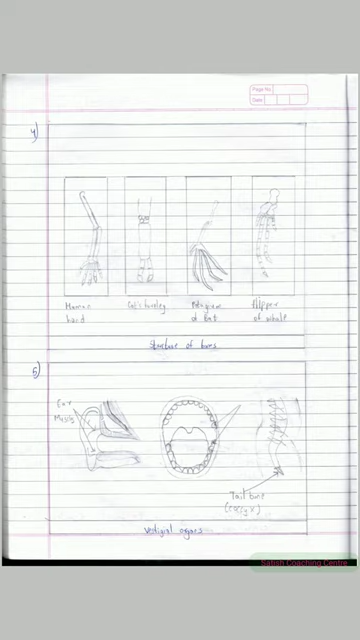 Page No.
Date
4)
Human
hand
Cat's foreleg
Patagium
of bat
Flipper
of whale
Structure of bones
5)
Ear
Muscles
Tail bone
(coccyx)
Vestigial organs
Satish Coaching Centre